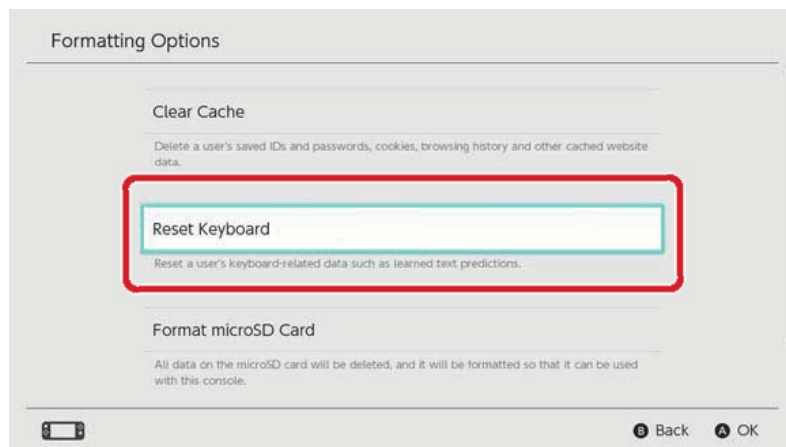 Formatting Options
Clear Cache
Delete a user's saved IDs and passwords, cookies, browsing history and other cached website
data.
Reset Keyboard
Reset a user's keyboard-related data such as learned text predictions.
Format microSD Card
All data on the microSD card will be deleted, and it will be formatted so that it can be used
with this console.
B Back A OK